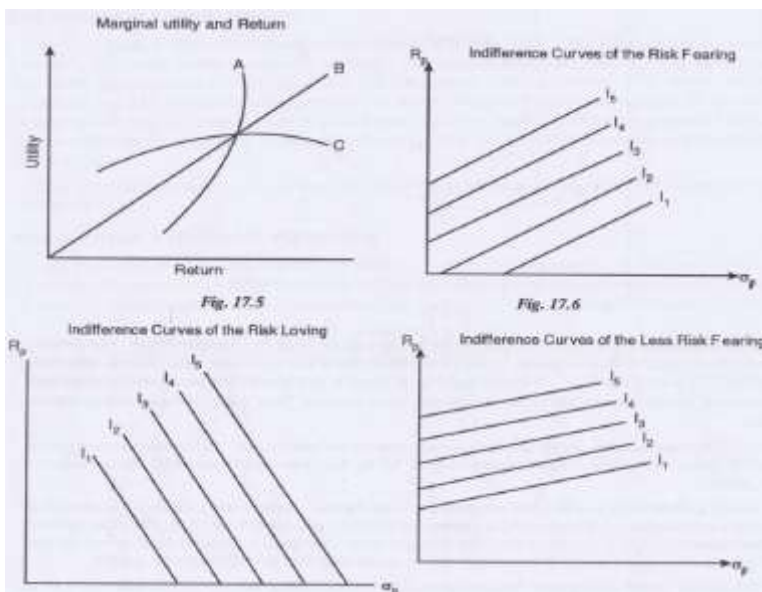 Marginal utility and Return
A
B
C
Utility
Return
Fig. 17.5
Indifference Curves of the Risk Fearing
Rp
I5
I4
I3
I2
I1
σp
Fig. 17.6
Indifference Curves of the Risk Loving
Rp
I5
I4
I3
I2
I1
σp
Indifference Curves of the Less Risk Fearing
Rp
I5
I4
I3
I2
I1
σp